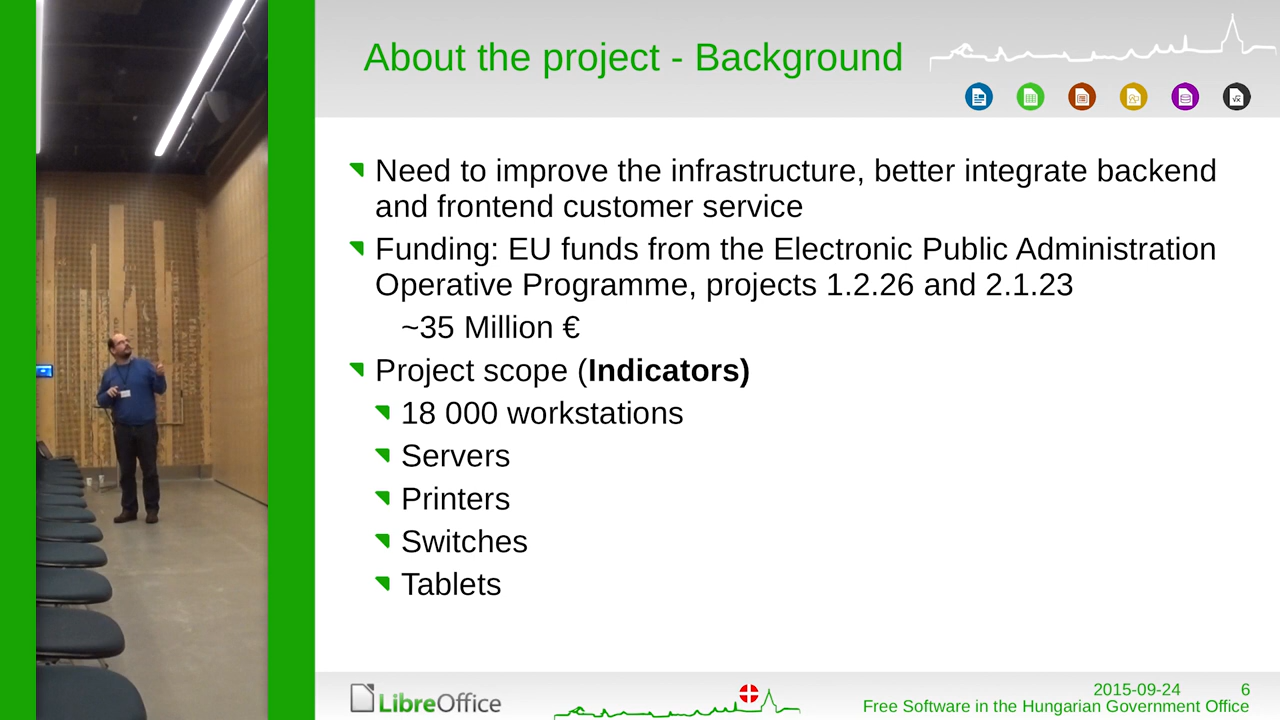 About the project - Background
Need to improve the infrastructure, better integrate backend
and frontend customer service
Funding: EU funds from the Electronic Public Administration
Operative Programme, projects 1.2.26 and 2.1.23
~35 Million €
Project scope (Indicators)
18 000 workstations
Servers
Printers
Switches
Tablets
LibreOffice
2015-09-24 6
Free Software in the Hungarian Government Office